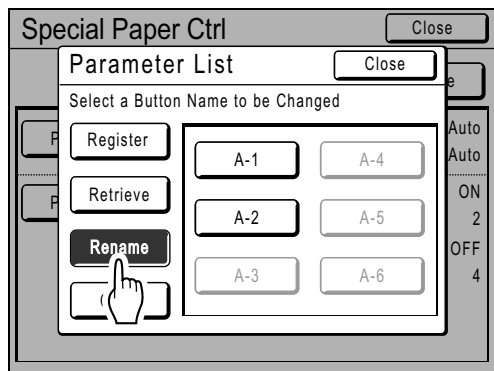 Special Paper Ctrl
Close
Parameter List
Close
Select a Button Name to be Changed
Register
A-1
A-4
Auto
Auto
Retrieve
A-2
A-5
ON
2
Rename
OFF
A-3
A-6
4